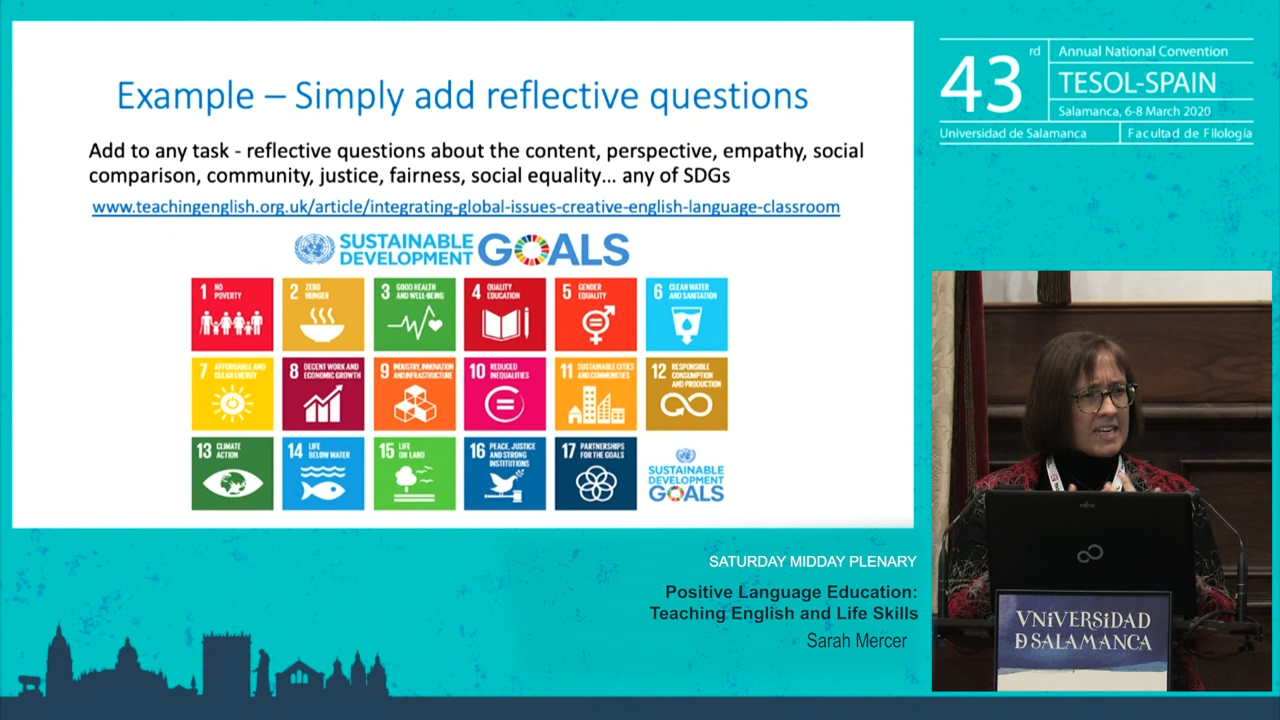 Example – Simply add reflective questions
Add to any task - reflective questions about the content, perspective, empathy, social
comparison, community, justice, fairness, social equality... any of SDGs
www.teachingenglish.org.uk/article/integrating-global-issues-creative-english-language-classroom
SUSTAINABLE
DEVELOPMENT
GOALS
1 NO
POVERTY
2 ZERO
HUNGER
3 GOOD HEALTH
AND WELL-BEING
4 QUALITY
EDUCATION
5 GENDER
EQUALITY
6 CLEAN WATER
AND SANITATION
7 AFFORDABLE AND
CLEAN ENERGY
8 DECENT WORK AND
ECONOMIC GROWTH
9 INDUSTRY, INNOVATION
AND INFRASTRUCTURE
10 REDUCED
INEQUALITIES
11 SUSTAINABLE CITIES
AND COMMUNITIES
12 RESPONSIBLE
CONSUMPTION
AND PRODUCTION
13 CLIMATE
ACTION
14 LIFE
BELOW WATER
15 LIFE
ON LAND
16 PEACE, JUSTICE
AND STRONG
INSTITUTIONS
17 PARTNERSHIPS
FOR THE GOALS
SUSTAINABLE
DEVELOPMENT
GOALS
43rd
Annual National Convention
TESOL-SPAIN
Salamanca, 6-8 March 2020
Universidad de Salamanca
Facultad de Filología
SATURDAY MIDDAY PLENARY
Positive Language Education:
Teaching English and Life Skills
Sarah Mercer
FUJITSU
VNiVERSiDAD
D SALAMANCA